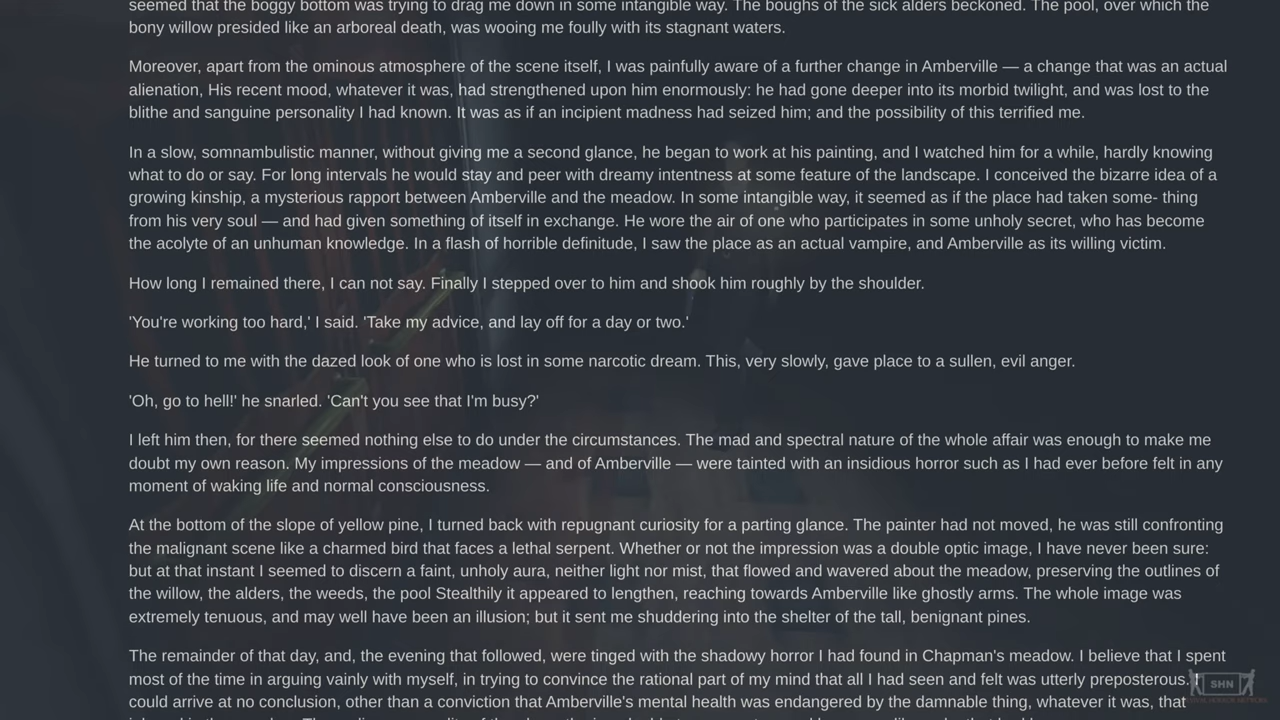 seemed that the boggy bottom was trying to drag me down in some intangible way. The boughs of the sick alders beckoned. The pool, over which the
bony willow presided like an arboreal death, was wooing me foully with its stagnant waters.
Moreover, apart from the ominous atmosphere of the scene itself, I was painfully aware of a further change in Amberville — a change that was an actual
alienation, His recent mood, whatever it was, had strengthened upon him enormously: he had gone deeper into its morbid twilight, and was lost to the
blithe and sanguine personality I had known. It was as if an incipient madness had seized him; and the possibility of this terrified me.
In a slow, somnambulistic manner, without giving me a second glance, he began to work at his painting, and I watched him for a while, hardly knowing
what to do or say. For long intervals he would stay and peer with dreamy intentness at some feature of the landscape. I conceived the bizarre idea of a
growing kinship, a mysterious rapport between Amberville and the meadow. In some intangible way, it seemed as if the place had taken some- thing
from his very soul — and had given something of itself in exchange. He wore the air of one who participates in some unholy secret, who has become
the acolyte of an unhuman knowledge. In a flash of horrible definitude, I saw the place as an actual vampire, and Amberville as its willing victim.
How long I remained there, I can not say. Finally I stepped over to him and shook him roughly by the shoulder.
'You're working too hard,' I said. 'Take my advice, and lay off for a day or two.'
He turned to me with the dazed look of one who is lost in some narcotic dream. This, very slowly, gave place to a sullen, evil anger.
'Oh, go to hell!' he snarled. 'Can't you see that I'm busy?'
I left him then, for there seemed nothing else to do under the circumstances. The mad and spectral nature of the whole affair was enough to make me
doubt my own reason. My impressions of the meadow — and of Amberville — were tainted with an insidious horror such as I had ever before felt in any
moment of waking life and normal consciousness.
At the bottom of the slope of yellow pine, I turned back with repugnant curiosity for a parting glance. The painter had not moved, he was still confronting
the malignant scene like a charmed bird that faces a lethal serpent. Whether or not the impression was a double optic image, I have never been sure:
but at that instant I seemed to discern a faint, unholy aura, neither light nor mist, that flowed and wavered about the meadow, preserving the outlines of
the willow, the alders, the weeds, the pool Stealthily it appeared to lengthen, reaching towards Amberville like ghostly arms. The whole image was
extremely tenuous, and may well have been an illusion; but it sent me shuddering into the shelter of the tall, benignant pines.
The remainder of that day, and, the evening that followed, were tinged with the shadowy horror I had found in Chapman's meadow. I believe that I spent
most of the time in arguing vainly with myself, in trying to convince the rational part of my mind that all I had seen and felt was utterly preposterous. I
could arrive at no conclusion, other than a conviction that Amberville's mental health was endangered by the damnable thing, whatever it was, that
SHN